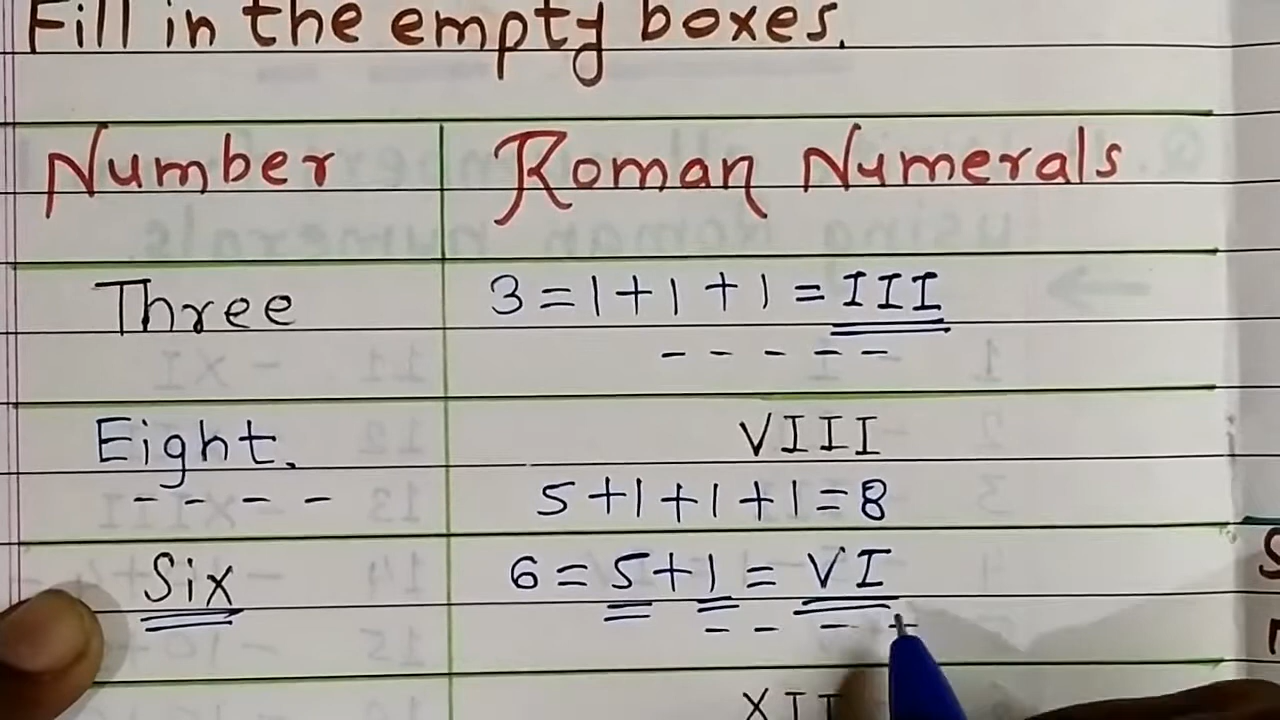 Fill in the empty boxes.
Number Roman Numerals
Three 3 = 1 + 1 + 1 = III
Eight. VIII
5 + 1 + 1 + 1 = 8
Six 6 = 5 + 1 = VI
XII